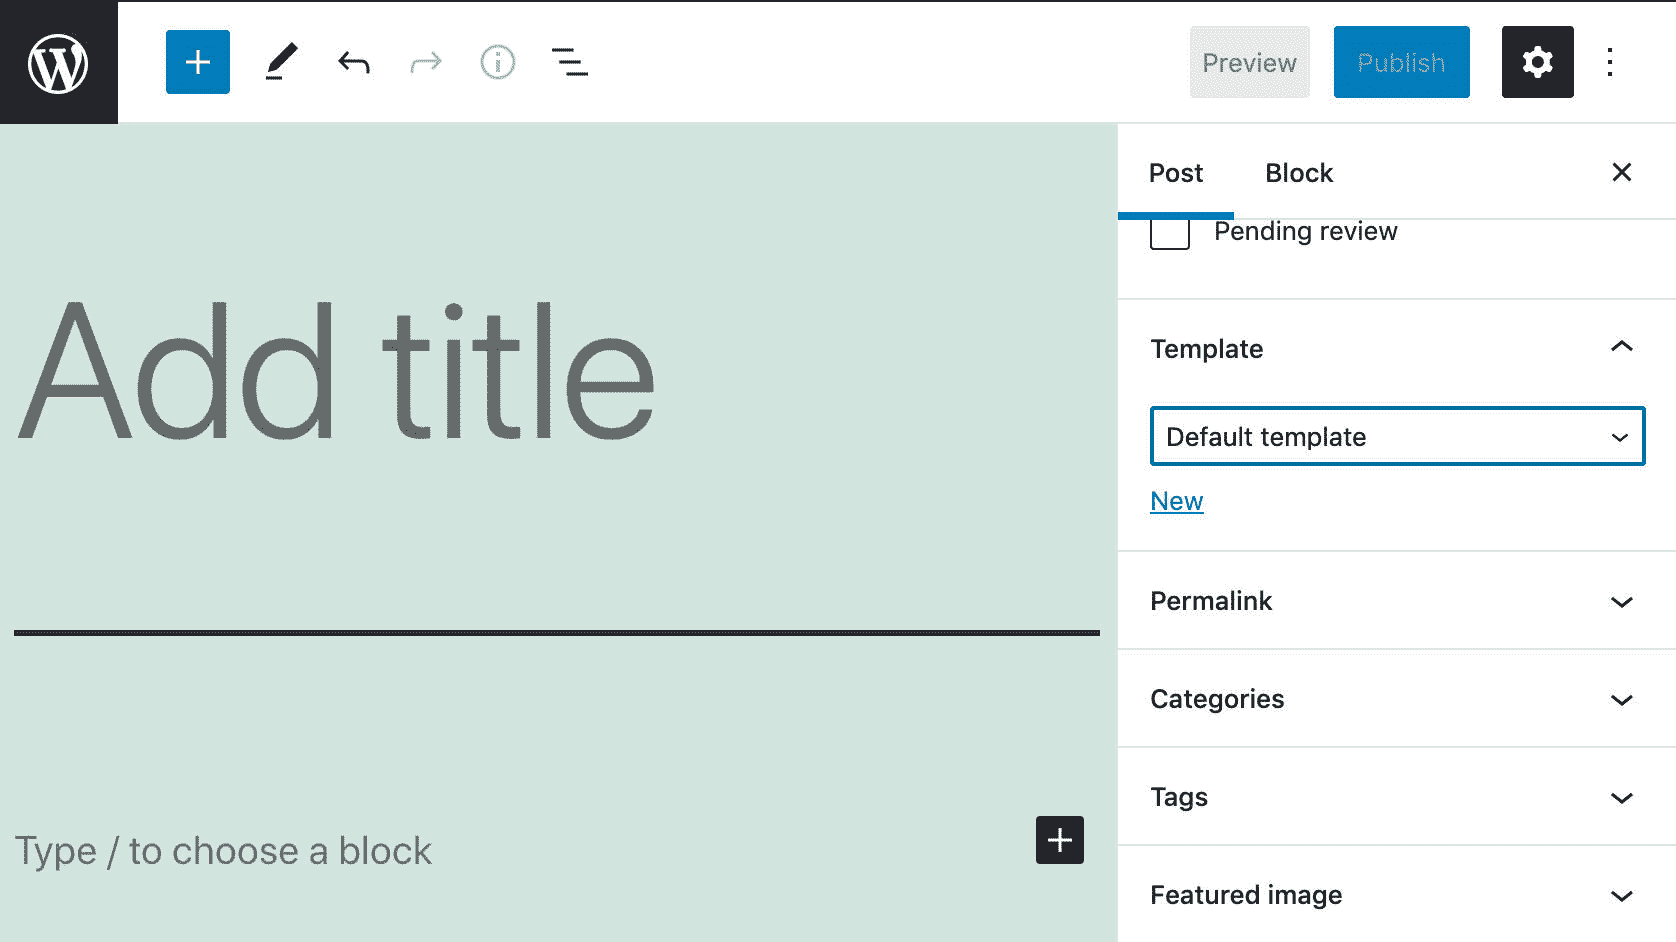 Preview
Publish
Post
Block
Pending review
Template
Default template
New
Permalink
Categories
Tags
Featured image
Add title
Type / to choose a block